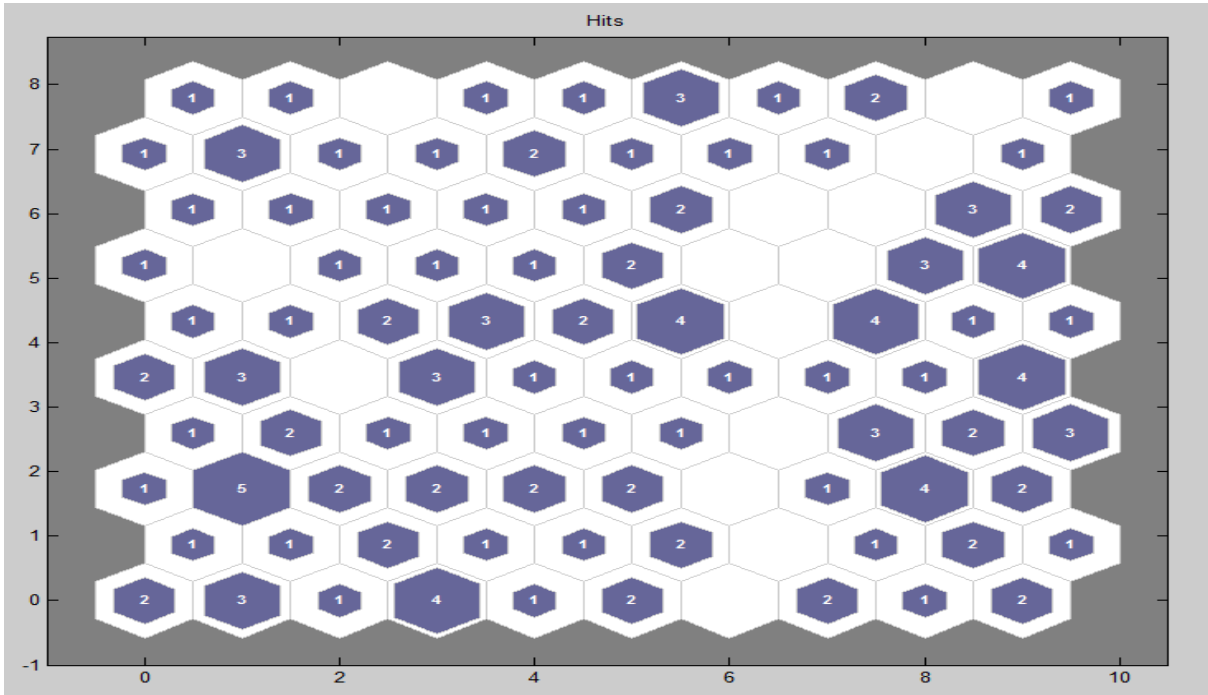 Hits
8
1 1 1 1 3 1 2 1
7
1 3 1 1 2 1 1 1 1
6
1 1 1 1 1 2 3 2
5
1 1 1 1 2 3 4
4
1 1 2 3 2 4 4 1 1
2 3 3 1 1 1 1 1 4
3
1 2 1 1 1 1 3 2 3
2
1 5 2 2 2 2 1 4 2
1
1 1 2 1 1 2 1 2 1
0
2 3 1 4 1 2 2 1 2
-1
0 2 4 6 8 10